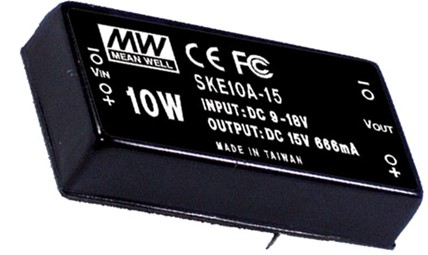 MW
MEAN WELL
CE FC
SKE10A-15
VIN
10W
INPUT:DC 9-18V
OUTPUT:DC 15V 666mA
MADE IN TAIWAN
VOUT